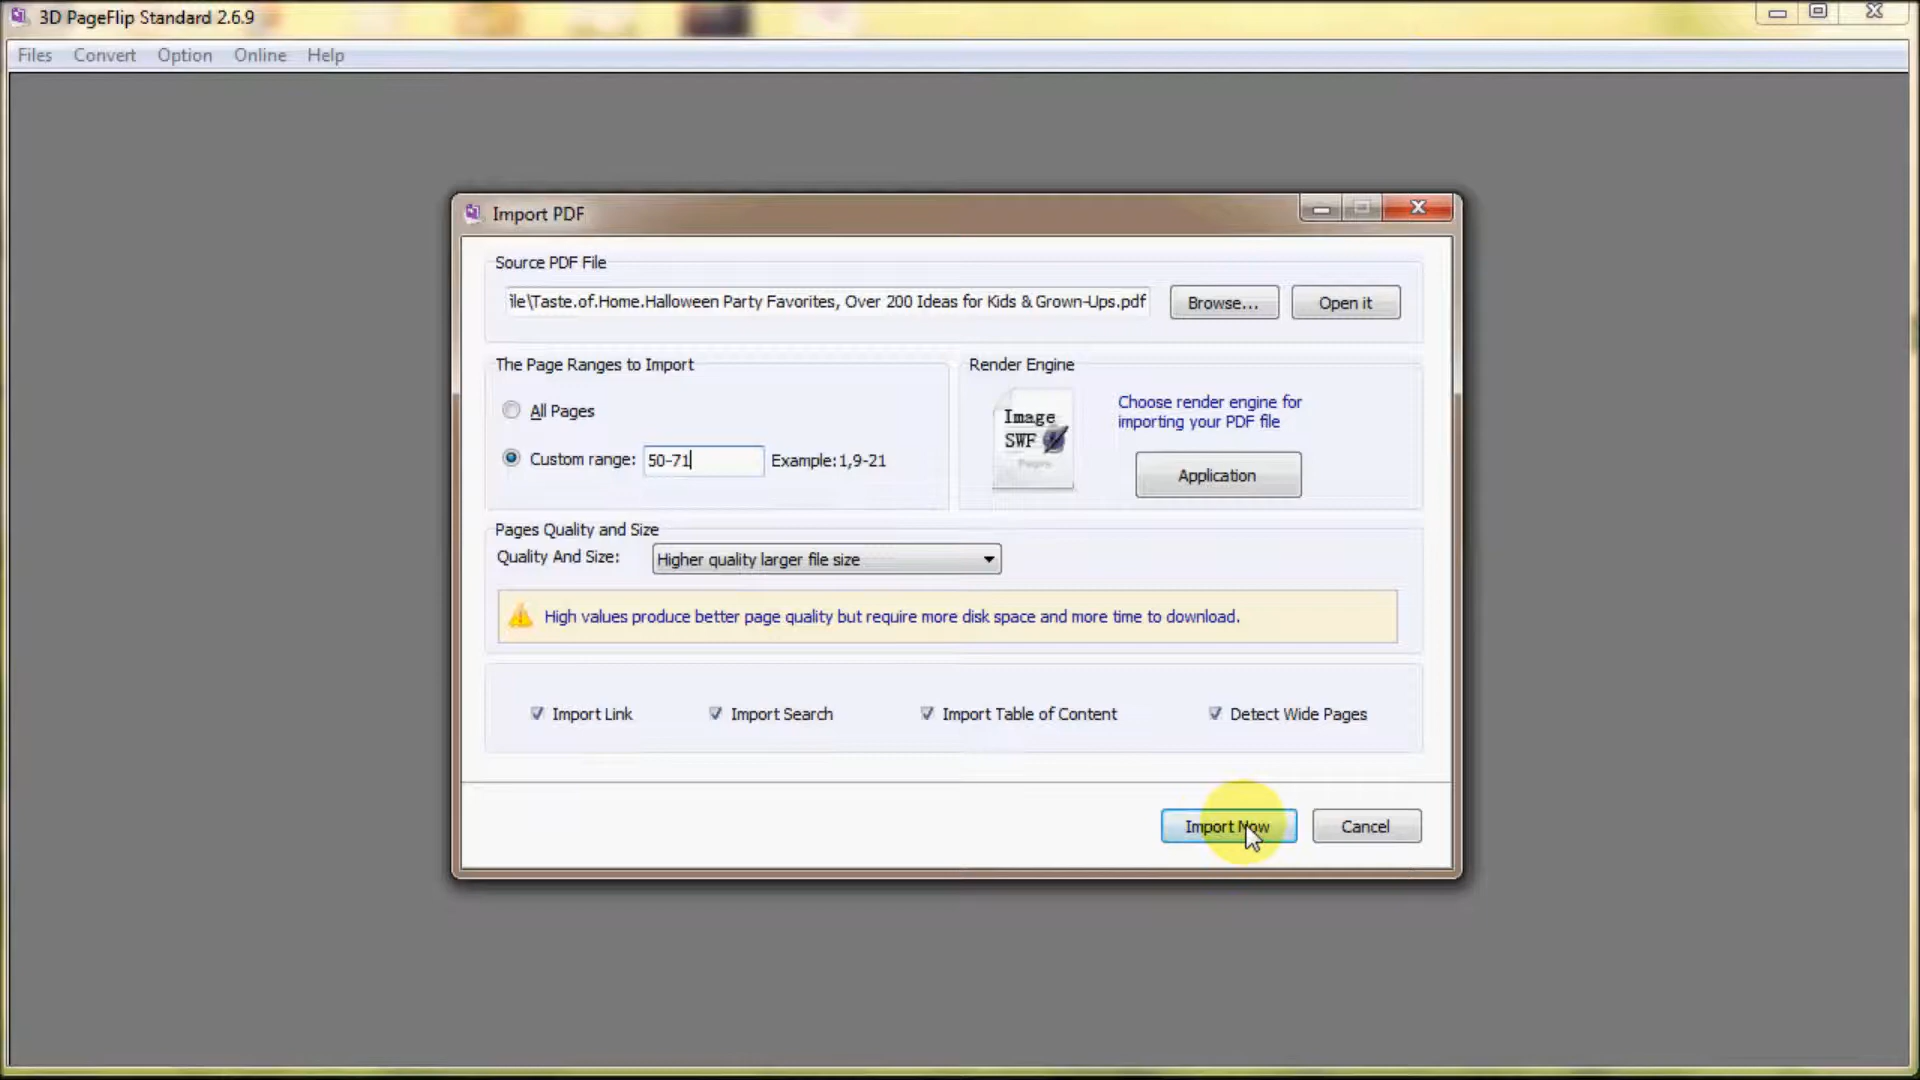 3D PageFlip Standard 2.6.9
Files Convert Option Online Help
Import PDF
Source PDF File
ile\Taste.of.Home.Halloween Party Favorites, Over 200 Ideas for Kids & Grown-Ups.pdf
Browse...
Open it
The Page Ranges to Import
All Pages
Custom range: 50-71 Example:1,9-21
Render Engine
Image
SWF
Pages
Choose render engine for
importing your PDF file
Application
Pages Quality and Size
Quality And Size: Higher quality larger file size
High values produce better page quality but require more disk space and more time to download.
Import Link Import Search Import Table of Content Detect Wide Pages
Import Now Cancel